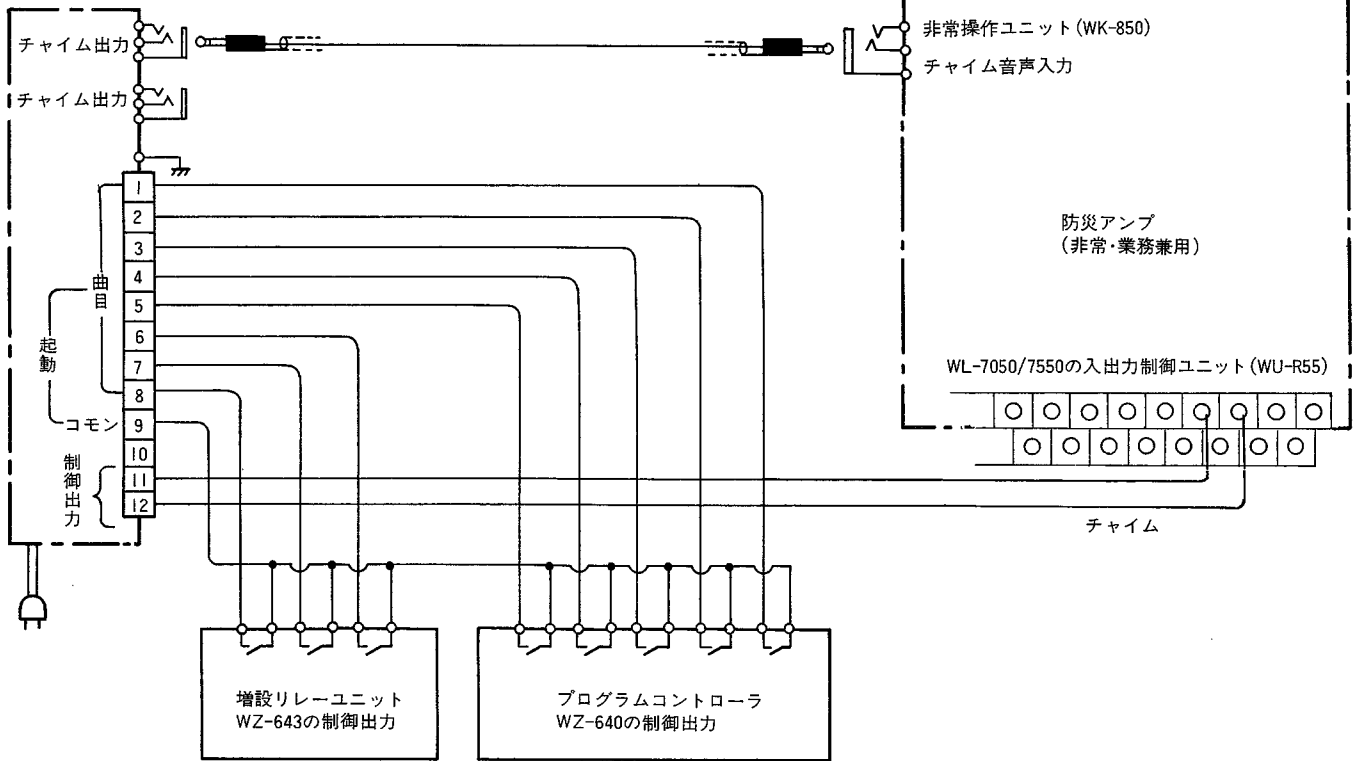 チャイム出力
チャイム出力
非常操作ユニット(WK-850)
チャイム音声入力
防災アンプ
(非常・業務兼用)
WL-7050/7550の入出力制御ユニット(WU-R55)
曲目
起動
コモン
制御出力
1
2
3
4
5
6
7
8
9
10
11
12
チャイム
増設リレーユニット
WZ-643の制御出力
プログラムコントローラ
WZ-640の制御出力